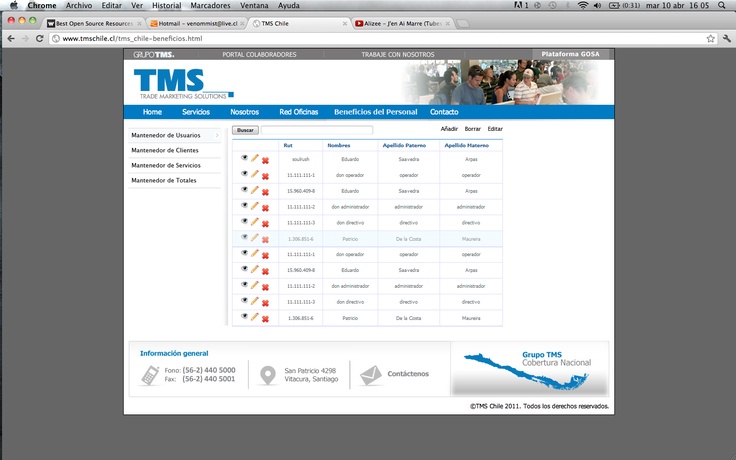 Chrome Archivo Editar Ver Historial Marcadores Ventana Ayuda 1 (0:31) mar 10 abr 16:05
Best Open Source Resources Hotmail - venommist@live.cl TMS Chile Alizee - J'en Ai Marre (Tubes
www.tmschile.cl/tms_chile-beneficios.html
GRUPO TMS. PORTAL COLABORADORES TRABAJE CON NOSOTROS Plataforma GOSA
TMS
TRADE MARKETING SOLUTIONS
Home Servicios Nosotros Red Oficinas Beneficios del Personal Contacto
Mantenedor de Usuarios
Mantenedor de Clientes
Mantenedor de Servicios
Mantenedor de Totales
Buscar Añadir Borrar Editar
Rut Nombres Apellido Paterno Apellido Materno
soulrush Eduardo Saavedra Arpas
11.111.111-1 don operador operador operador
15.960.409-8 Eduardo Saavedra Arpas
11.111.111-2 don administrador administrador administrador
11.111.111-3 don directivo directivo directivo
1.306.851-6 Patricio De la Costa Maureira
11.111.111-1 don operador operador operador
15.960.409-8 Eduardo Saavedra Arpas
11.111.111-2 don administrador administrador administrador
11.111.111-3 don directivo directivo directivo
1.306.851-6 Patricio De la Costa Maureira
Información general
Fono: (56-2) 440 5000
Fax: (56-2) 440 5001
San Patricio 4298
Vitacura, Santiago
Contáctenos
Grupo TMS
Cobertura Nacional
©TMS Chile 2011. Todos los derechos reservados.